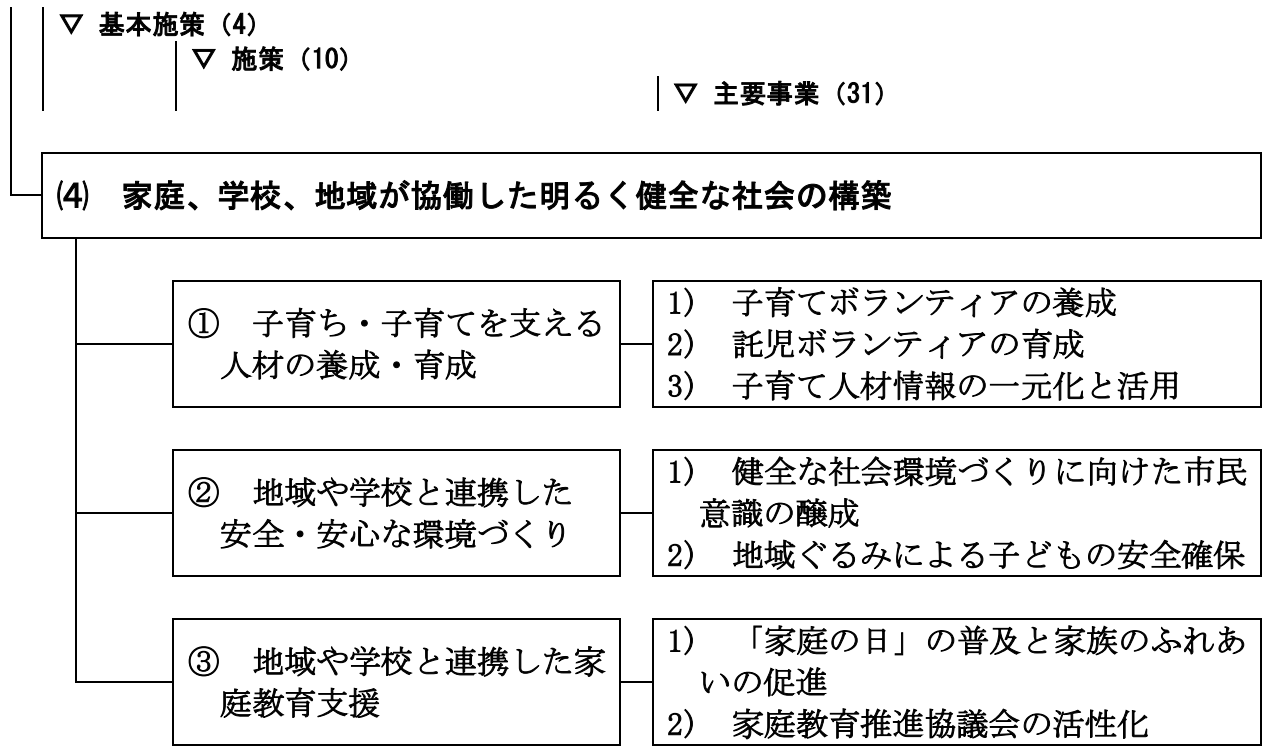 ▽ 基本施策（4）
▽ 施策（10）
▽ 主要事業（31）
⑷　家庭、学校、地域が協働した明るく健全な社会の構築
①　子育ち・子育てを支える
人材の養成・育成
1)　子育てボランティアの養成
2)　託児ボランティアの育成
3)　子育て人材情報の一元化と活用
②　地域や学校と連携した
安全・安心な環境づくり
1)　健全な社会環境づくりに向けた市民
意識の醸成
2)　地域ぐるみによる子どもの安全確保
③　地域や学校と連携した家
庭教育支援
1)　「家庭の日」の普及と家族のふれあ
いの促進
2)　家庭教育推進協議会の活性化